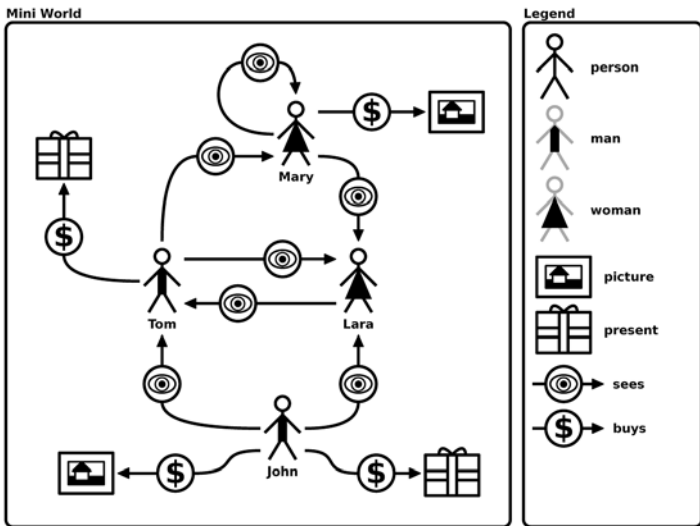 Mini World
Legend
person
man
woman
picture
present
sees
buys
$
Mary
$
Tom
Lara
John
$
$
$